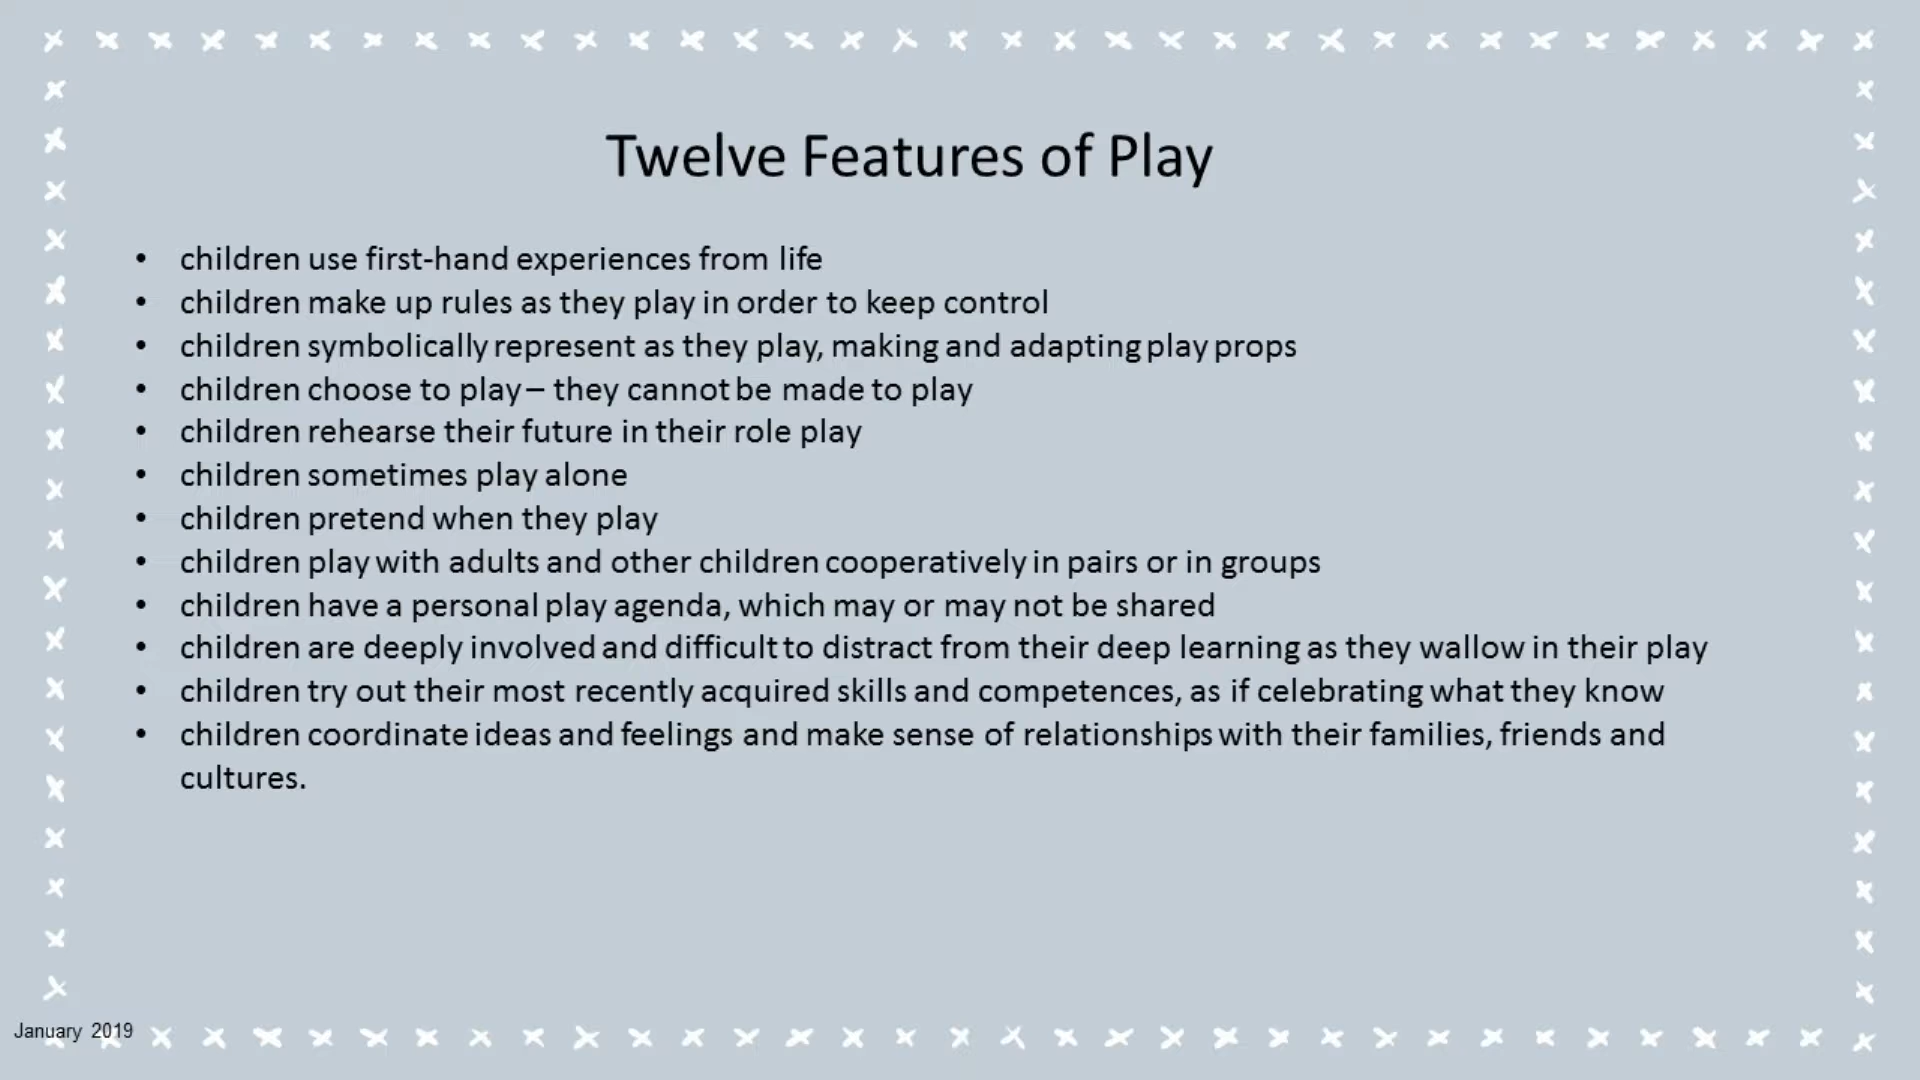 Twelve Features of Play
• children use first-hand experiences from life
• children make up rules as they play in order to keep control
• children symbolically represent as they play, making and adapting play props
• children choose to play – they cannot be made to play
• children rehearse their future in their role play
• children sometimes play alone
• children pretend when they play
• children play with adults and other children cooperatively in pairs or in groups
• children have a personal play agenda, which may or may not be shared
• children are deeply involved and difficult to distract from their deep learning as they wallow in their play
• children try out their most recently acquired skills and competences, as if celebrating what they know
• children coordinate ideas and feelings and make sense of relationships with their families, friends and
cultures.
January 2019